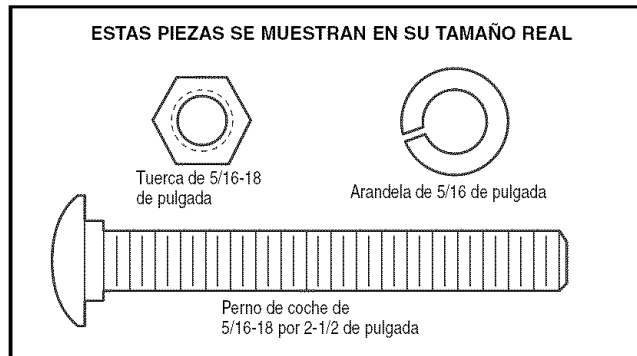 ESTAS PIEZAS SE MUESTRAN EN SU TAMAÑO REAL
Tuerca de 5/16-18
de pulgada
Arandela de 5/16 de pulgada
Perno de coche de
5/16-18 por 2-1/2 de pulgada